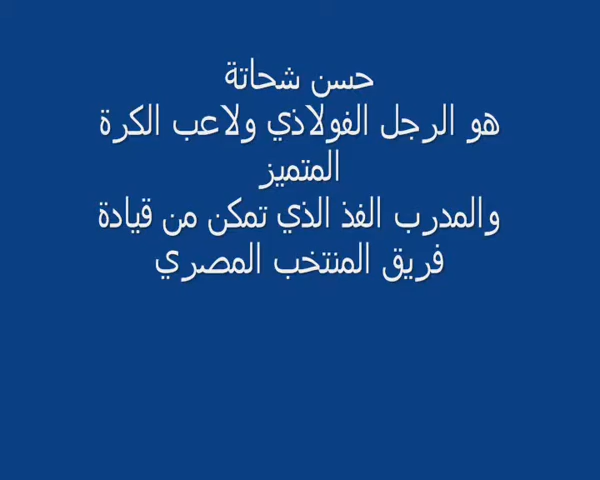 حسن شحاتة
هو الرجل الفولاذي ولاعب الكرة
المتميز
والمدرب الفذ الذي تمكن من قيادة
فريق المنتخب المصري